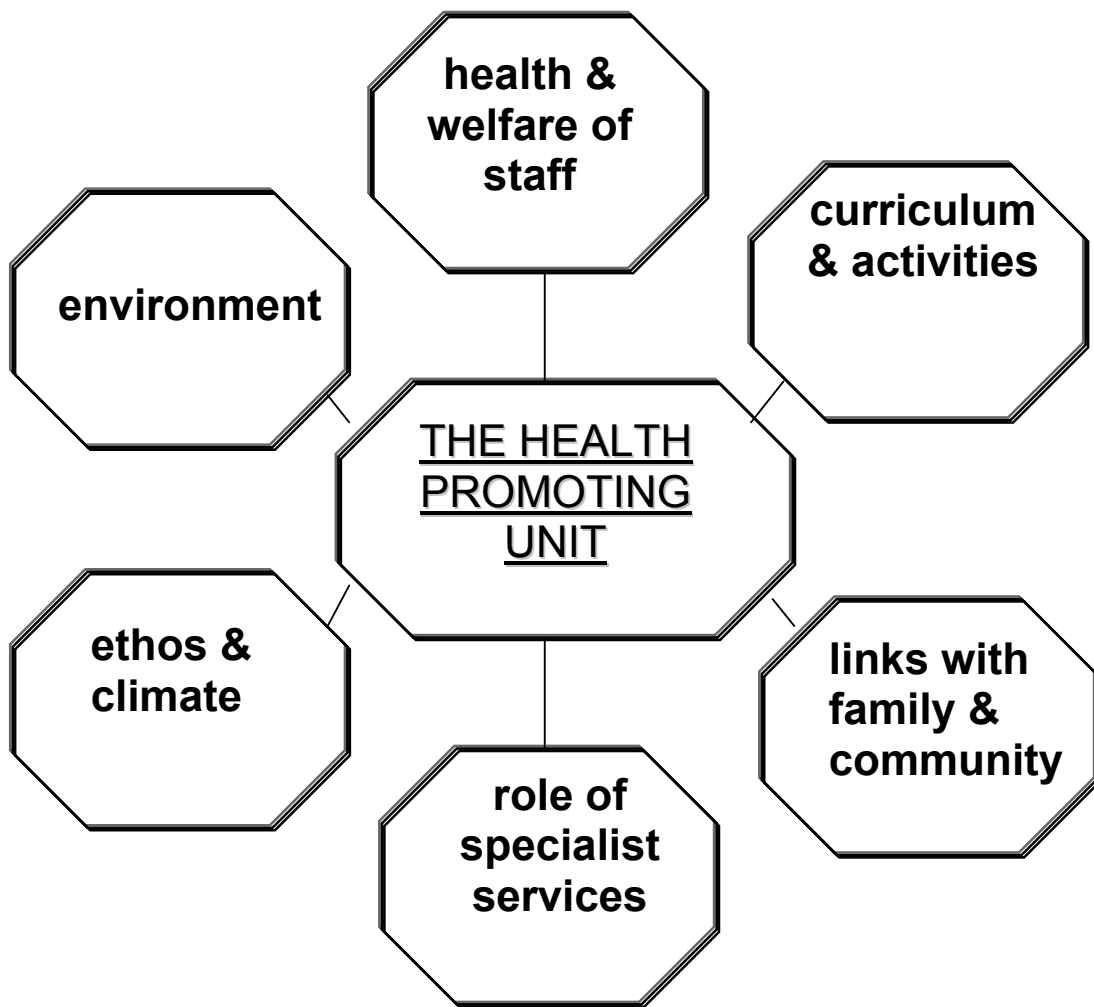 health &
welfare of
staff
curriculum
& activities
environment
THE HEALTH
PROMOTING
UNIT
ethos &
climate
links with
family &
community
role of
specialist
services